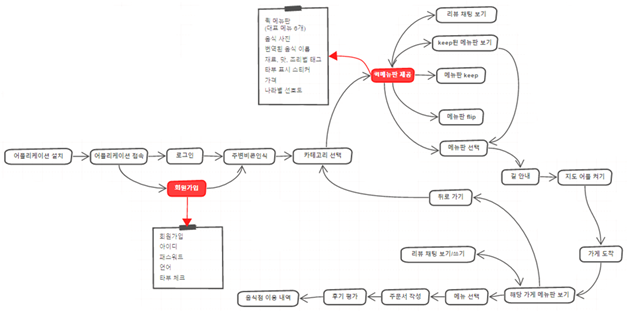 퀵 메뉴판
(대표 메뉴 6개)
음식 사진
번역된 음식 이름
재료, 맛, 조리법 태그
타부 표시 스티커
가격
나라별 선호도
리뷰 채팅 보기
keep된 메뉴판 보기
퀵메뉴판 제공
메뉴판 keep
메뉴판 flip
메뉴판 선택
어플리케이션 설치
어플리케이션 접속
로그인
주변비콘인식
카테고리 선택
회원가입
길 안내
지도 어플 켜기
뒤로 가기
회원가입
아이디
패스워드
언어
타부 체크
리뷰 채팅 보기/쓰기
가게 도착
음식점 이용 내역
후기 평가
주문서 작성
메뉴 선택
해당 가게 메뉴판 보기